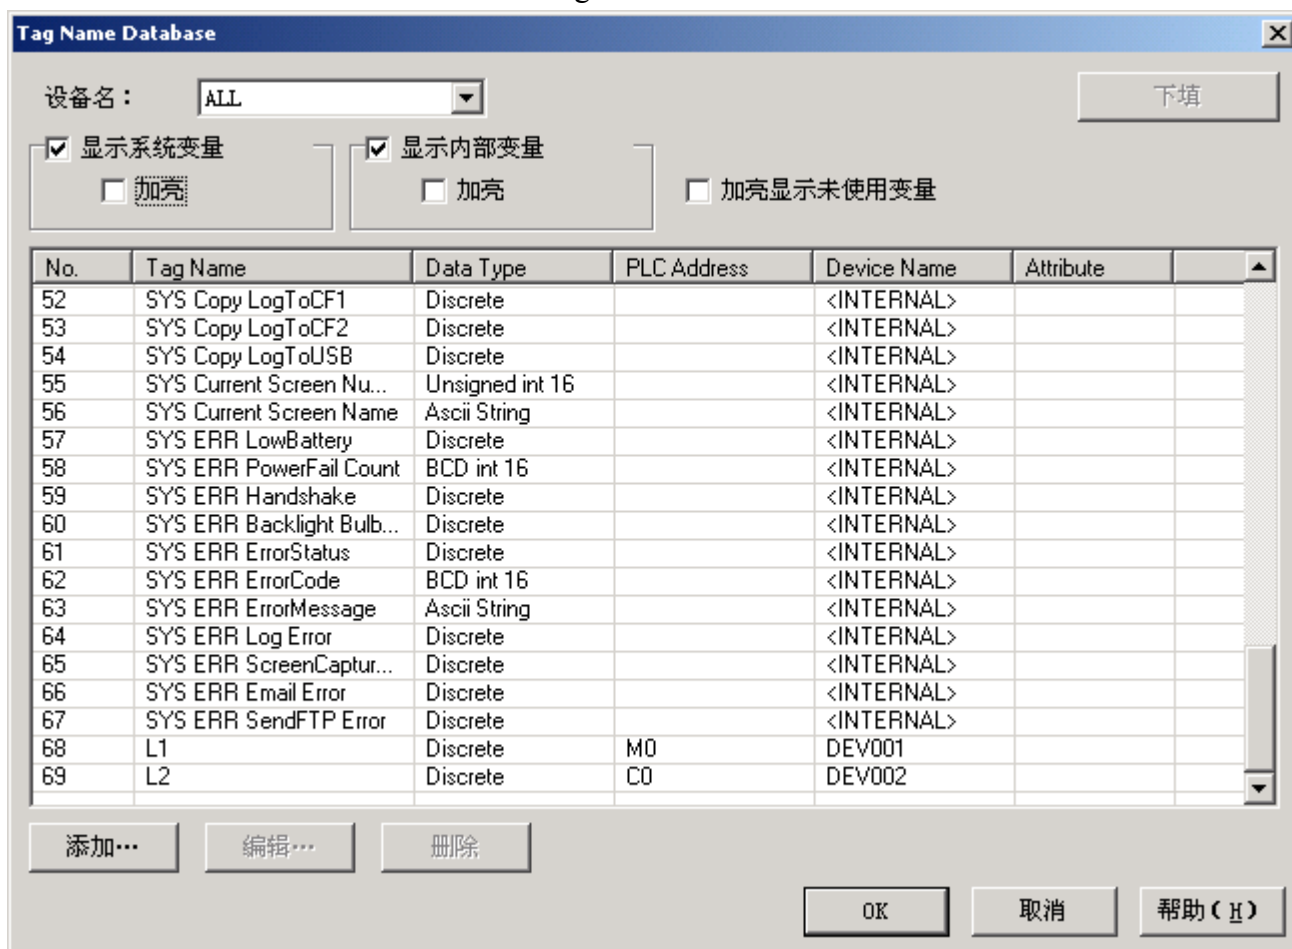 Tag Name Database
设备名： ALL 下填
显示系统变量 显示内部变量
加亮 加亮 加亮显示未使用变量
No. Tag Name Data Type PLC Address Device Name Attribute
52 SYS Copy LogToCF1 Discrete <INTERNAL>
53 SYS Copy LogToCF2 Discrete <INTERNAL>
54 SYS Copy LogToUSB Discrete <INTERNAL>
55 SYS Current Screen Nu... Unsigned int 16 <INTERNAL>
56 SYS Current Screen Name Ascii String <INTERNAL>
57 SYS ERR LowBattery Discrete <INTERNAL>
58 SYS ERR PowerFail Count BCD int 16 <INTERNAL>
59 SYS ERR Handshake Discrete <INTERNAL>
60 SYS ERR Backlight Bulb... Discrete <INTERNAL>
61 SYS ERR ErrorStatus Discrete <INTERNAL>
62 SYS ERR ErrorCode BCD int 16 <INTERNAL>
63 SYS ERR ErrorMessage Ascii String <INTERNAL>
64 SYS ERR Log Error Discrete <INTERNAL>
65 SYS ERR ScreenCaptur... Discrete <INTERNAL>
66 SYS ERR Email Error Discrete <INTERNAL>
67 SYS ERR SendFTP Error Discrete <INTERNAL>
68 L1 Discrete M0 DEV001
69 L2 Discrete C0 DEV002
添加… 编辑… 删除
OK 取消 帮助(H)